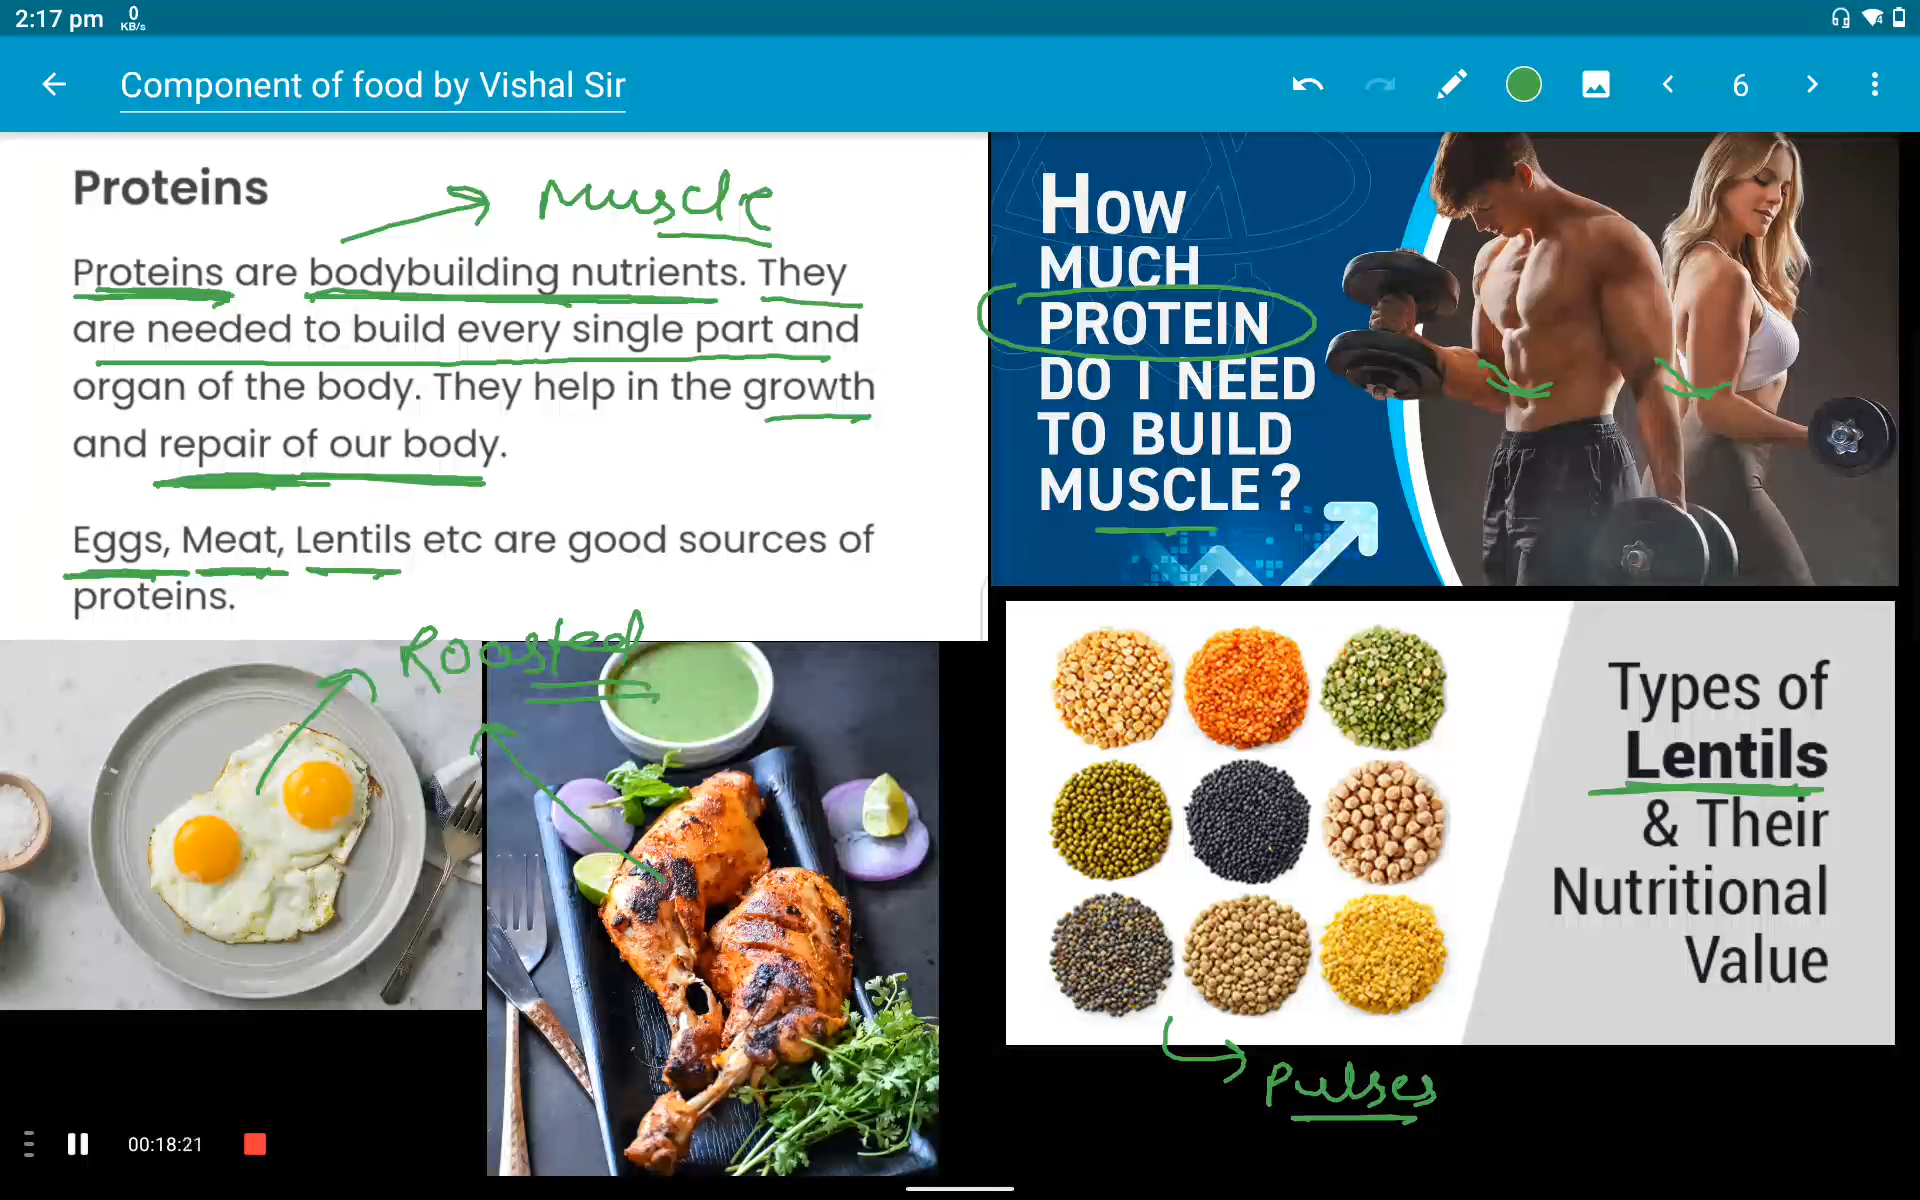 2:17 pm 0 KB/s
Component of food by Vishal Sir
6
Proteins
Muscle
Proteins are bodybuilding nutrients. They
are needed to build every single part and
organ of the body. They help in the growth
and repair of our body.
Eggs, Meat, Lentils etc are good sources of
proteins.
Roasted
HOW
MUCH
PROTEIN
DO I NEED
TO BUILD
MUSCLE?
Types of
Lentils
& Their
Nutritional
Value
Pulses
00:18:21